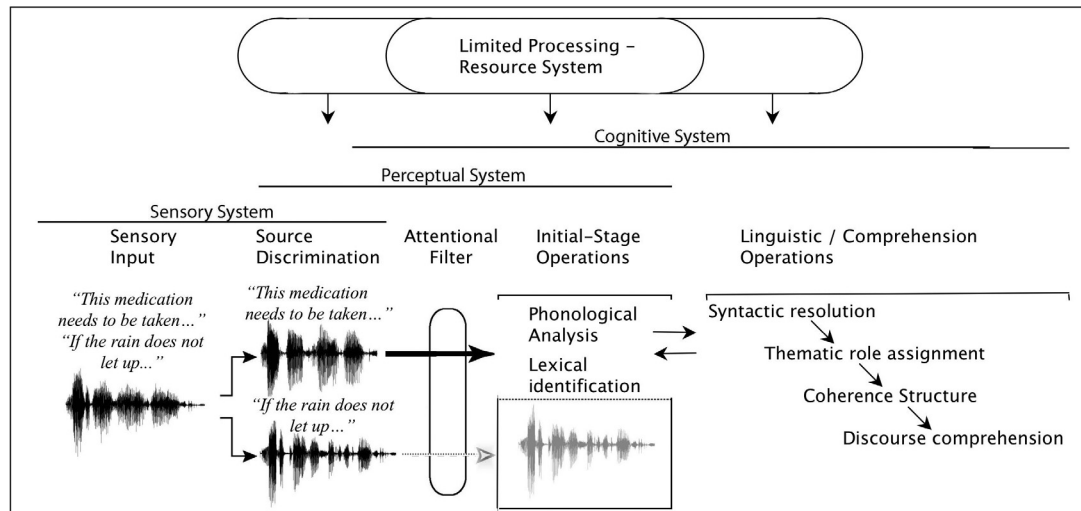 Limited Processing –
Resource System
Cognitive System
Perceptual System
Sensory System
Sensory
Input
Source
Discrimination
Attentional
Filter
Initial-Stage
Operations
Linguistic / Comprehension
Operations
“This medication
needs to be taken…”
“If the rain does not
let up...”
“This medication
needs to be taken…”
“If the rain does not
let up…”
Phonological
Analysis
Lexical
identification
Syntactic resolution
Thematic role assignment
Coherence Structure
Discourse comprehension